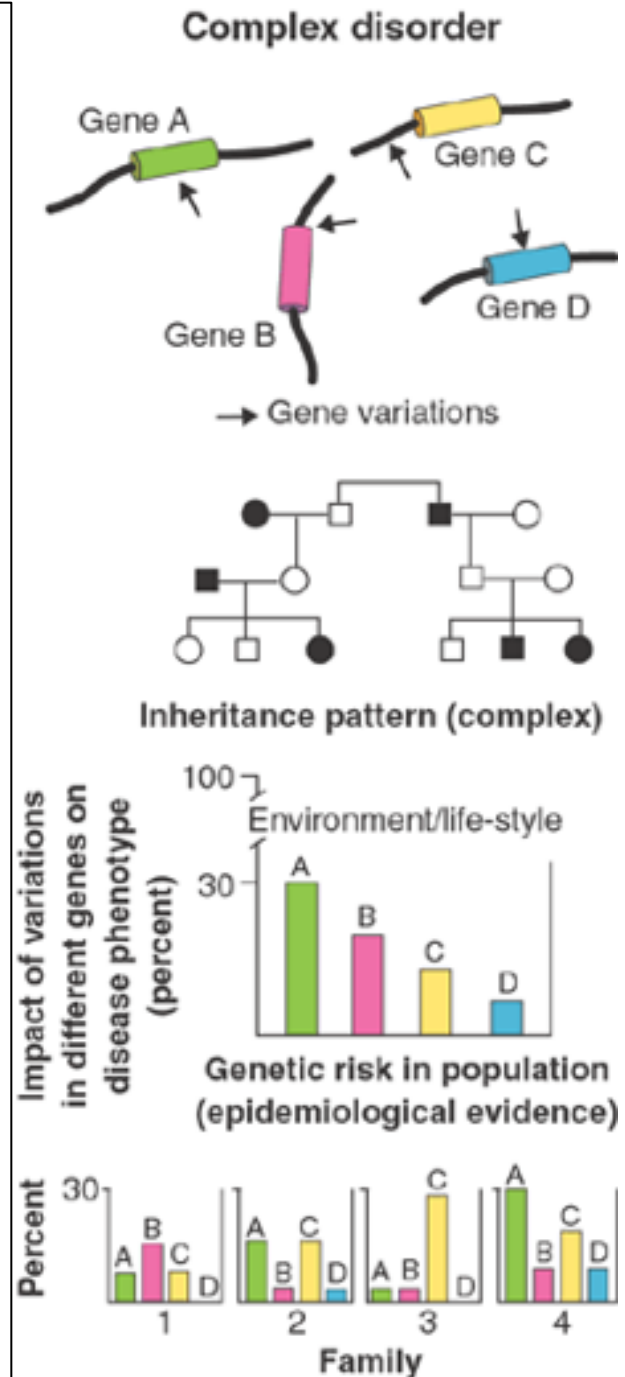 Complex disorder
Gene A
Gene C
Gene B
Gene D
→ Gene variations
Inheritance pattern (complex)
Impact of variations
in different genes on
disease phenotype
(percent)
100
Environment/life-style
30
A
B
C
D
Genetic risk in population
(epidemiological evidence)
Percent
30
A
B
C
D
A
B
C
D
A
B
C
D
A
B
C
D
1
2
3
4
Family